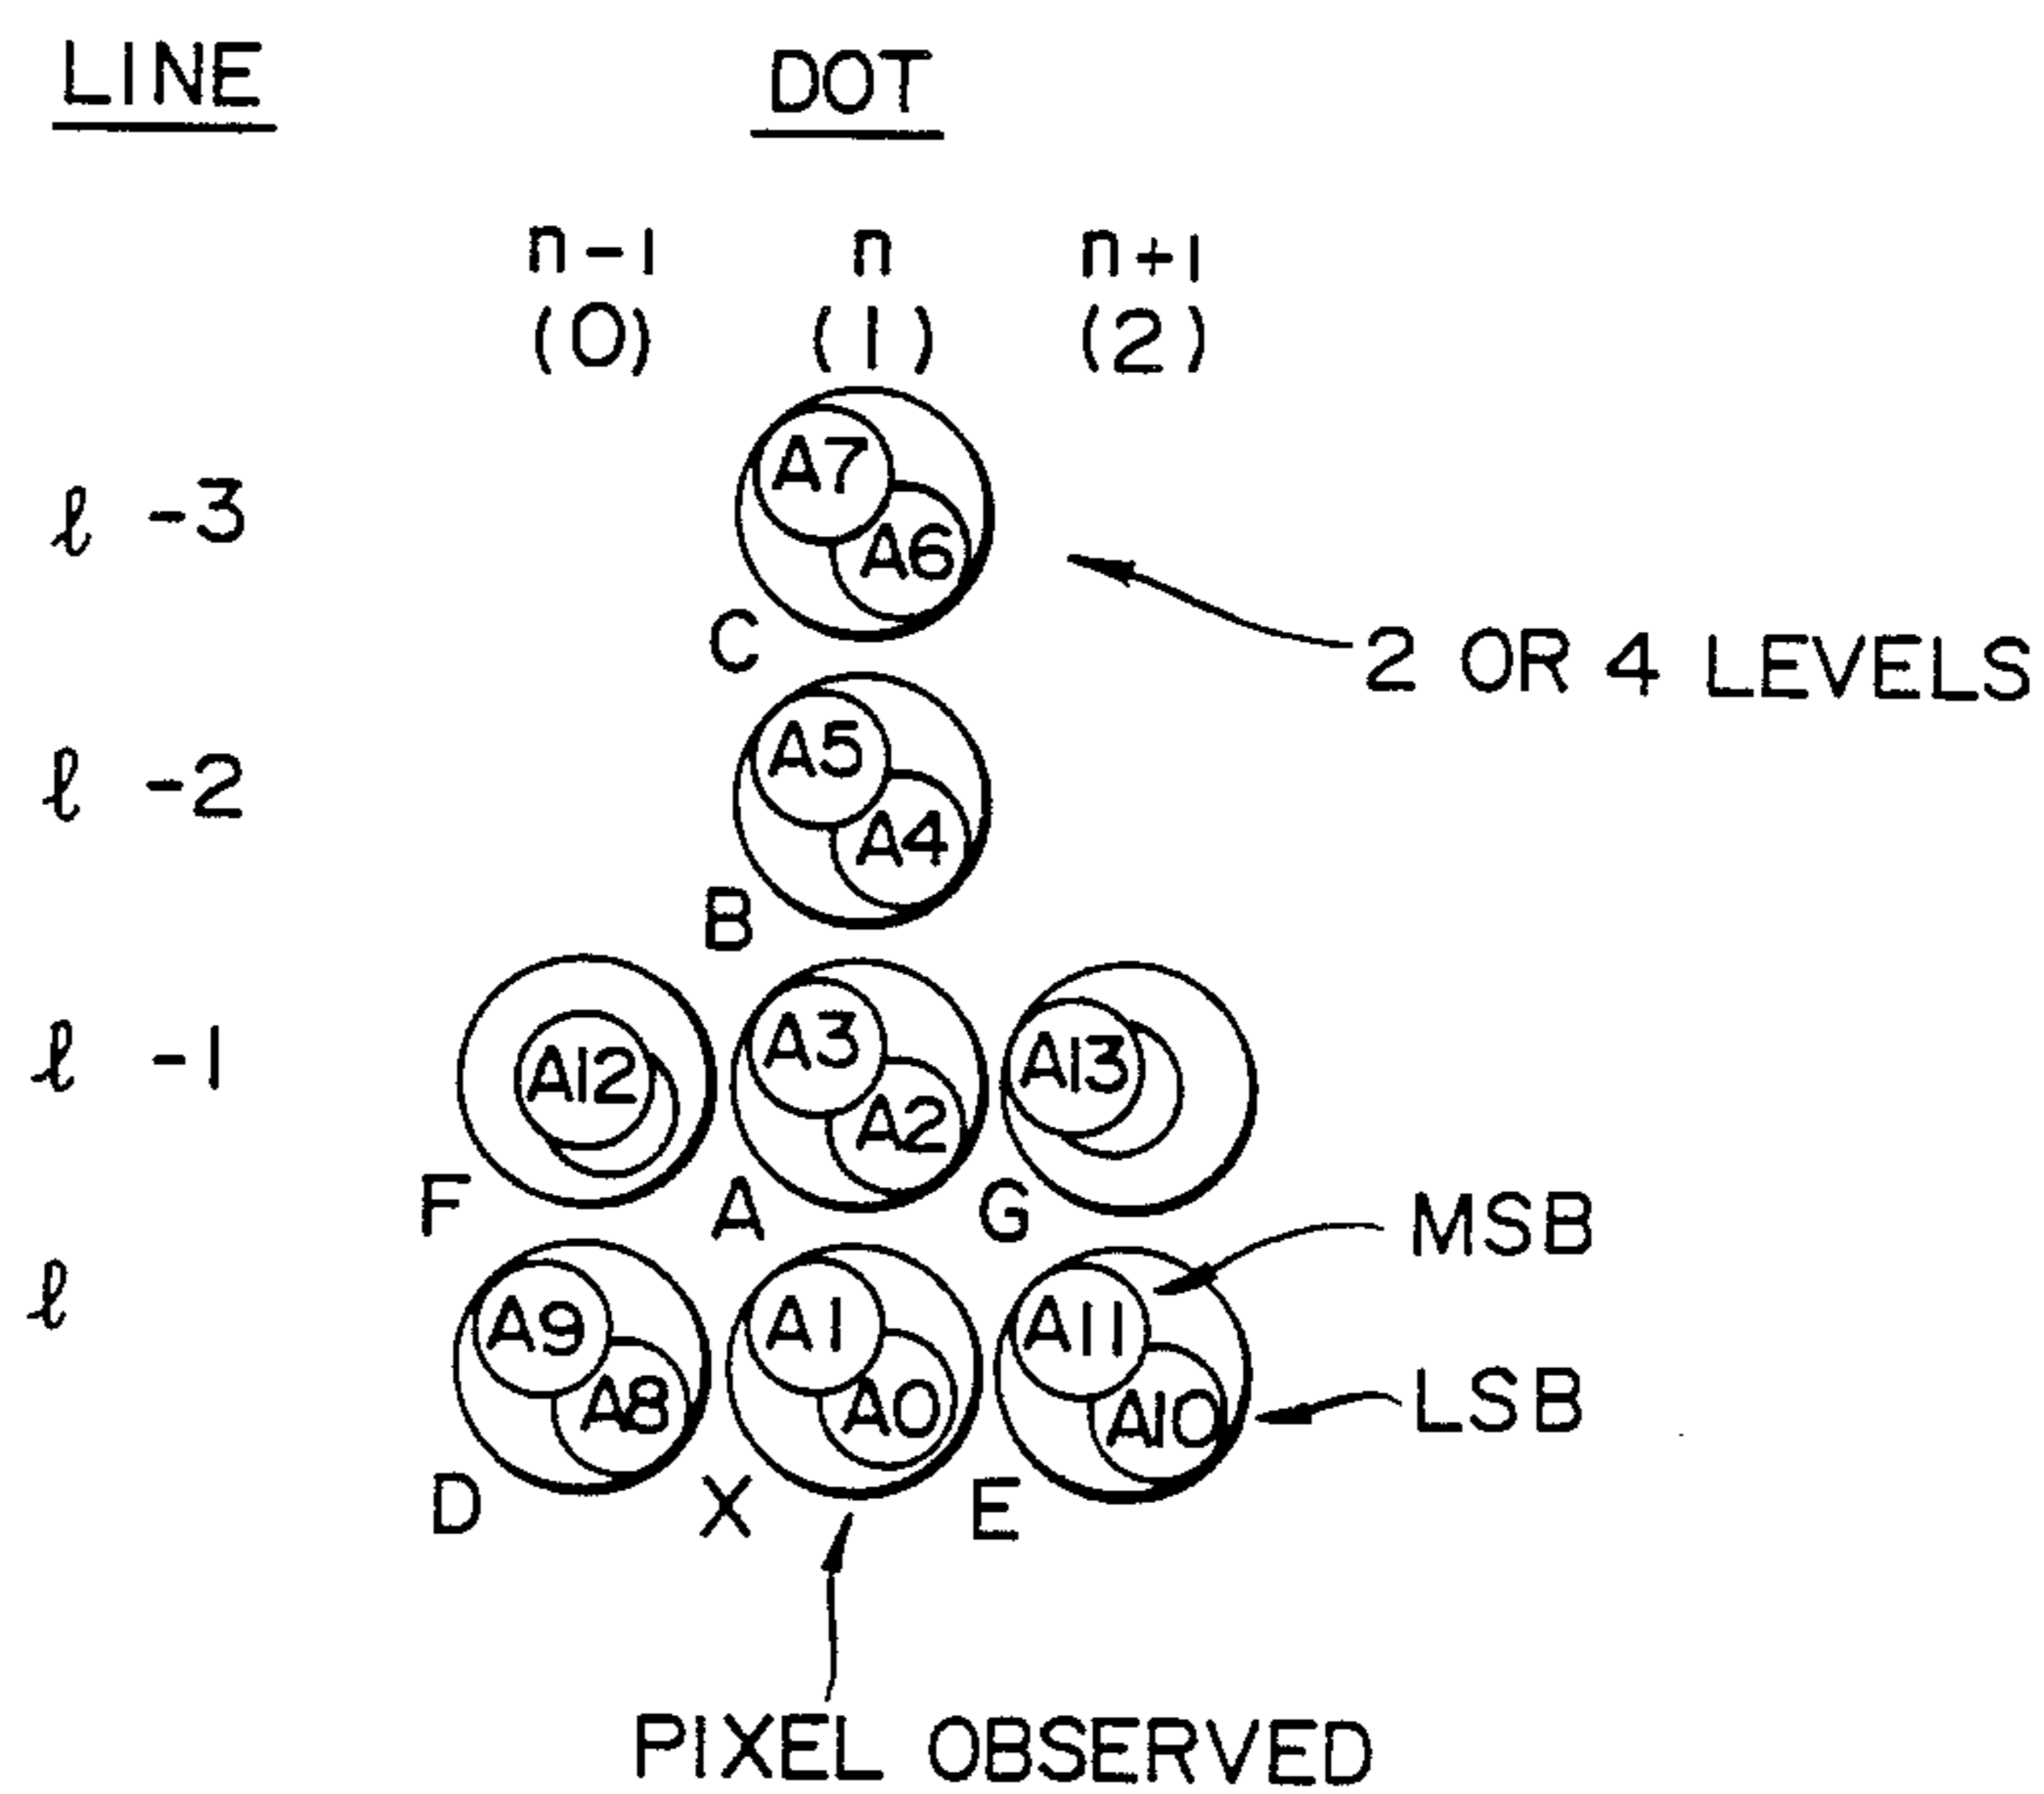 LINE DOT
n-1 n n+1
(0) (1) (2)
ℓ -3 A7 A6
C 2 OR 4 LEVELS
ℓ -2 A5 A4
B
ℓ -1 A12 A3 A2 A13
F A G MSB
ℓ A9 A8 A1 A0 A11 A10 LSB
D X E
PIXEL OBSERVED